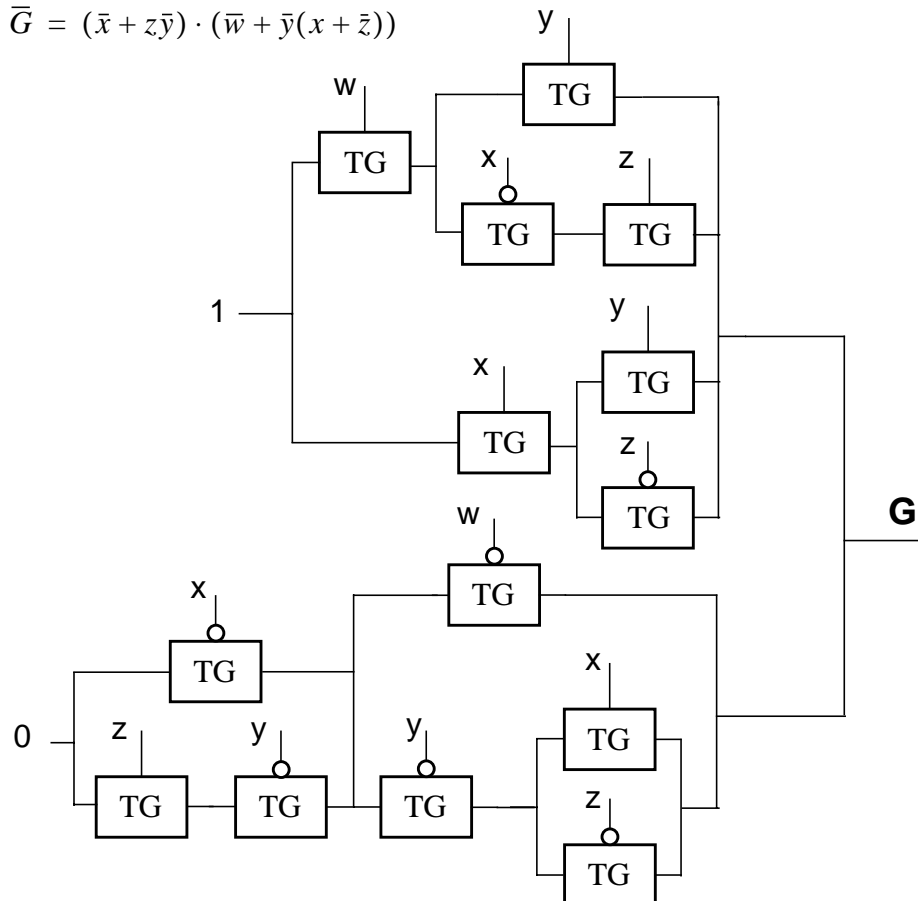 G̅ = (x̄ + zȳ) · (w̄ + ȳ(x + z̄))
y
TG
w
TG
x
z
TG
TG
1
y
TG
x
TG
z
TG
G
w
TG
x
TG
x
TG
0
z
y
y
TG
TG
TG
z
TG